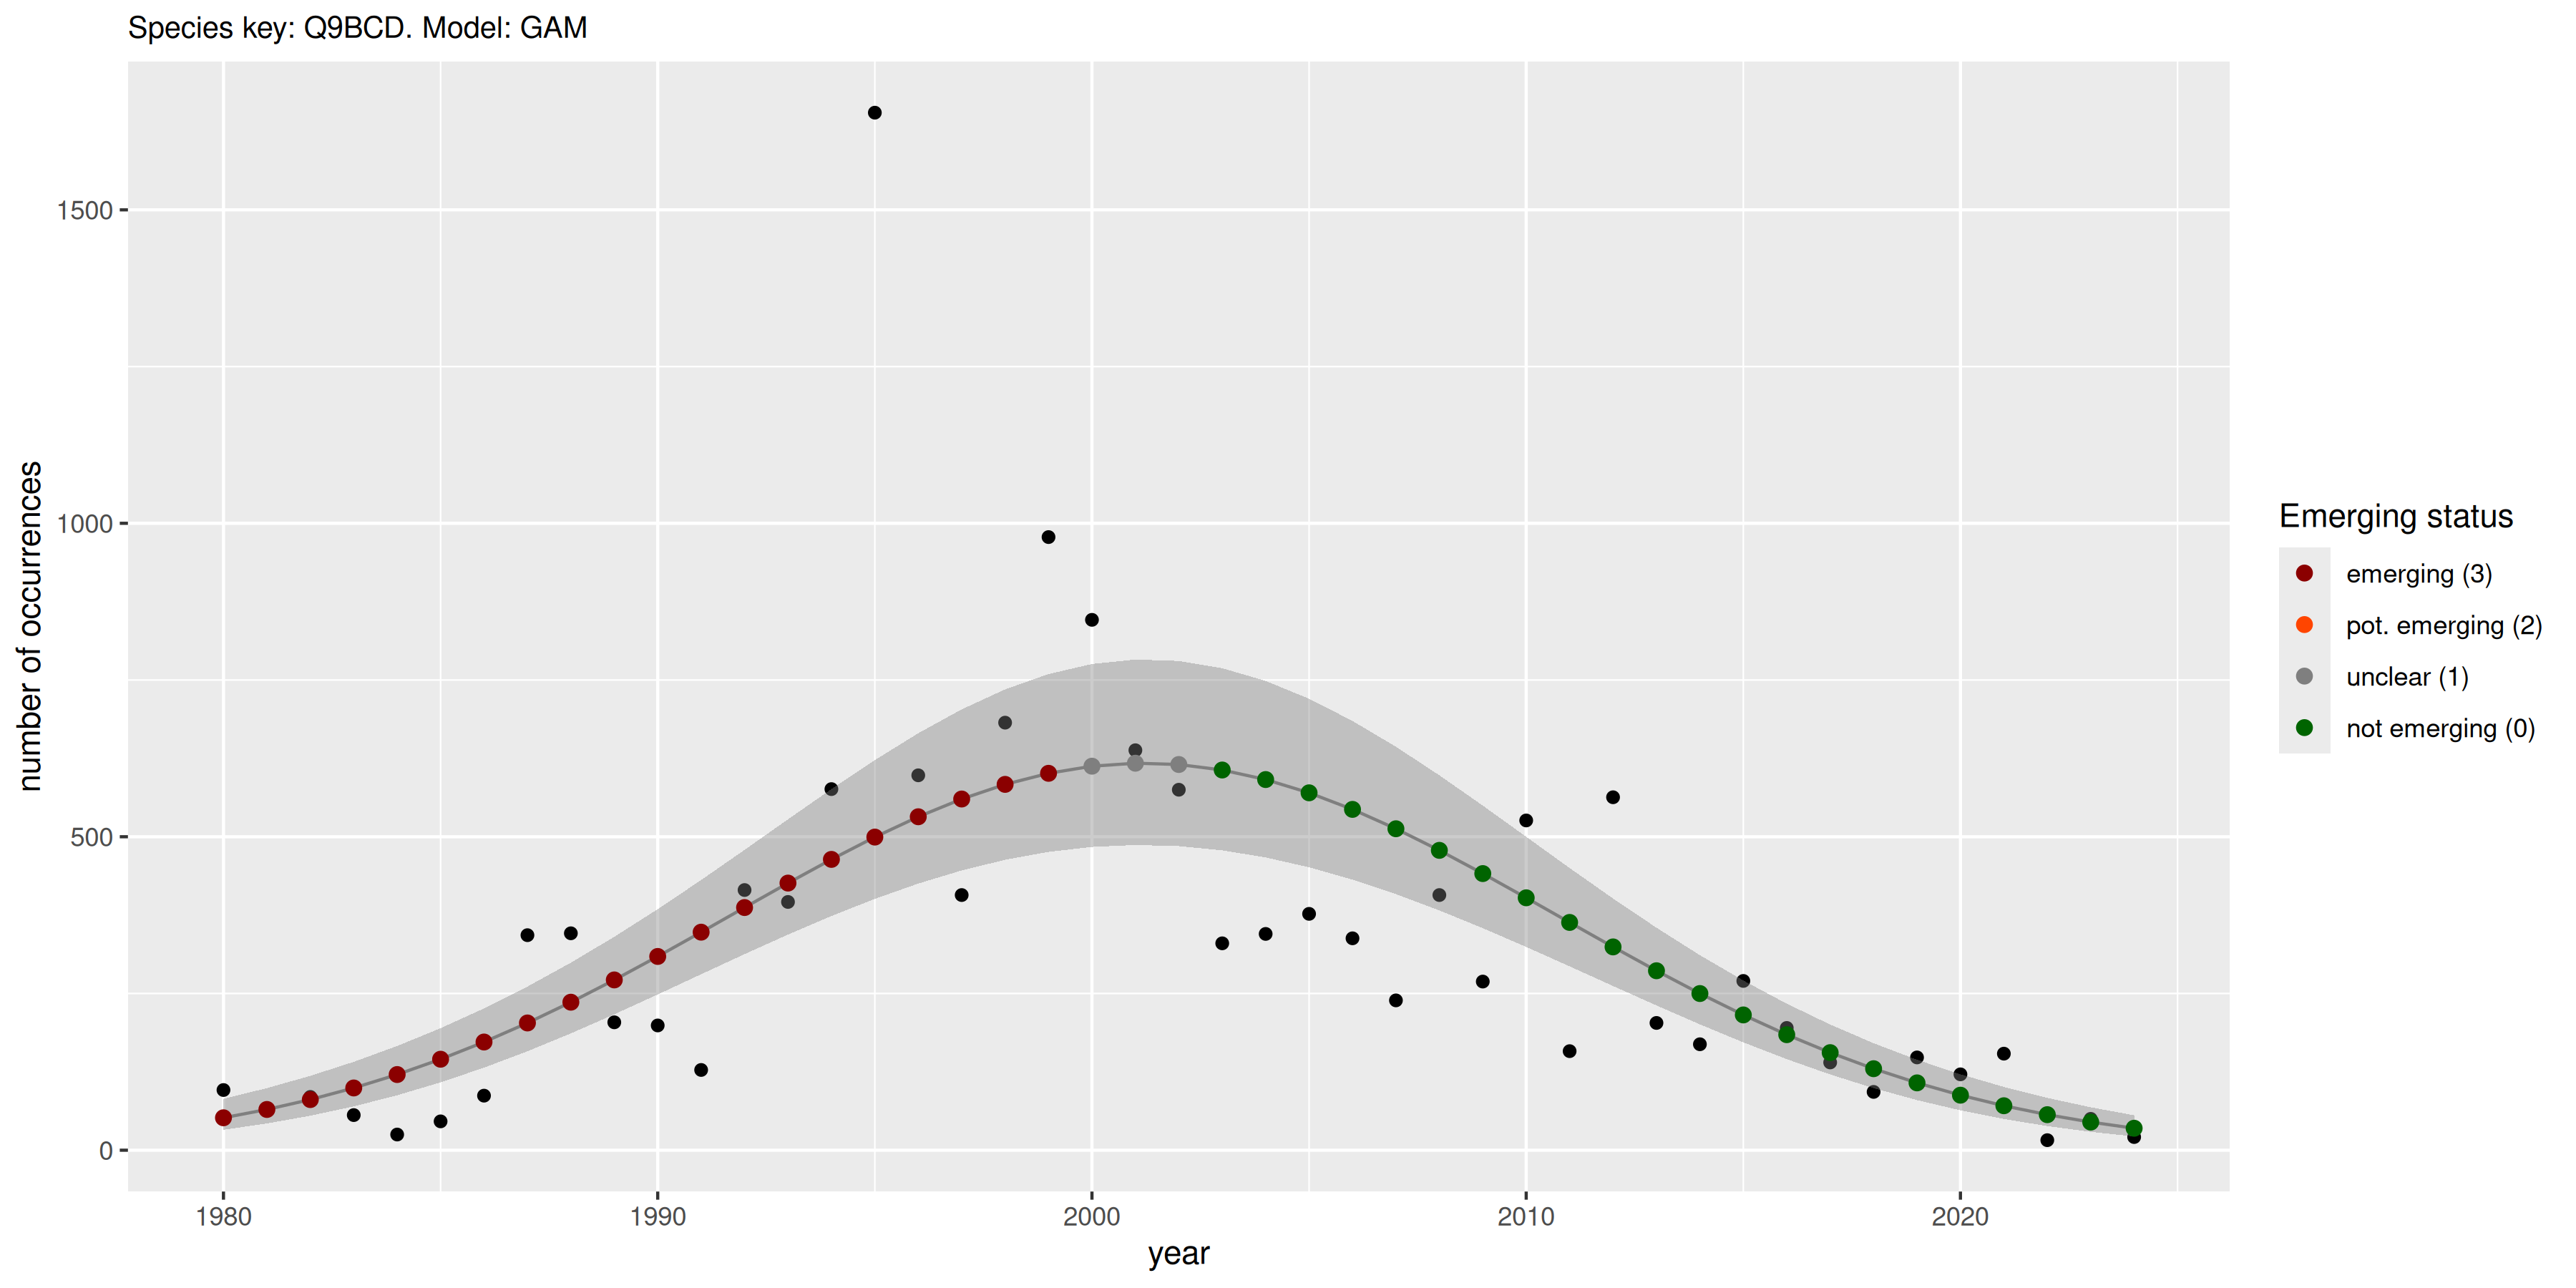 Species key: Q9BCD. Model: GAM
number of occurrences
1500
1000
500
0
1980
1990
2000
2010
2020
year
Emerging status
emerging (3)
pot. emerging (2)
unclear (1)
not emerging (0)